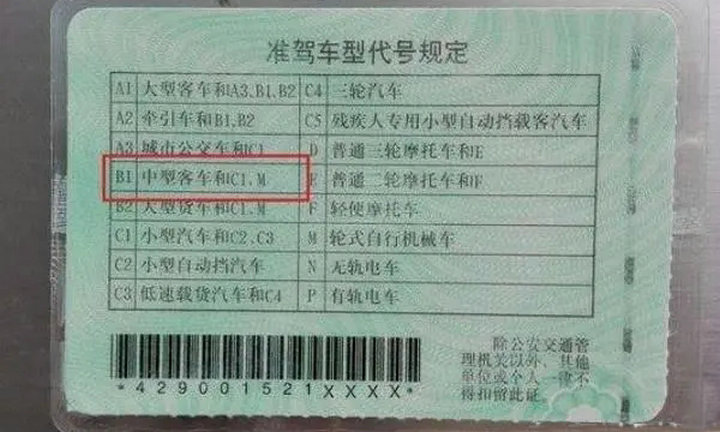 准驾车型代号规定
A1 大型客车和A3.B1.B2 C4 三轮汽车
A2 牵引车和B1.B2 C5 残疾人专用小型自动挡载客汽车
A3 城市公交车和C1 D 普通三轮摩托车和E
B1 中型客车和C1.M E 普通二轮摩托车和F
B2 大型货车和C1.M F 轻便摩托车
C1 小型汽车和C2.C3 M 轮式自行机械车
C2 小型自动挡汽车 N 无轨电车
C3 低速载货汽车和C4 P 有轨电车
*429001521XXXX*
除公安交通管
理机关以外，其他
单位或个人一律不
得扣留此证